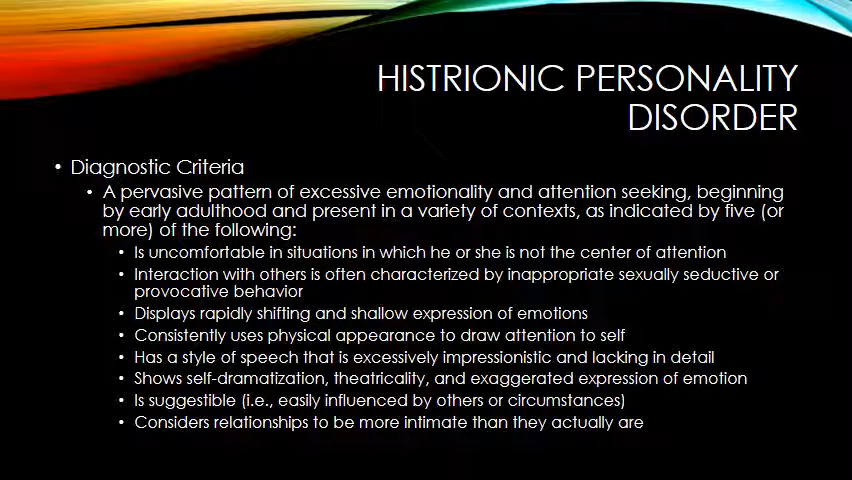 HISTRIONIC PERSONALITY
DISORDER
• Diagnostic Criteria
• A pervasive pattern of excessive emotionality and attention seeking, beginning
by early adulthood and present in a variety of contexts, as indicated by five (or
more) of the following:
• Is uncomfortable in situations in which he or she is not the center of attention
• Interaction with others is often characterized by inappropriate sexually seductive or
provocative behavior
• Displays rapidly shifting and shallow expression of emotions
• Consistently uses physical appearance to draw attention to self
• Has a style of speech that is excessively impressionistic and lacking in detail
• Shows self-dramatization, theatricality, and exaggerated expression of emotion
• Is suggestible (i.e., easily influenced by others or circumstances)
• Considers relationships to be more intimate than they actually are